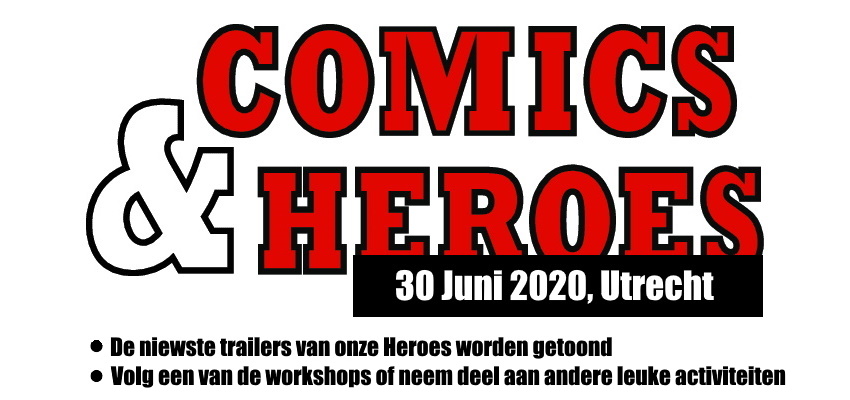 COMICS
& HEROES
30 Juni 2020, Utrecht
• De niewste trailers van onze Heroes worden getoond
• Volg een van de workshops of neem deel aan andere leuke activiteiten